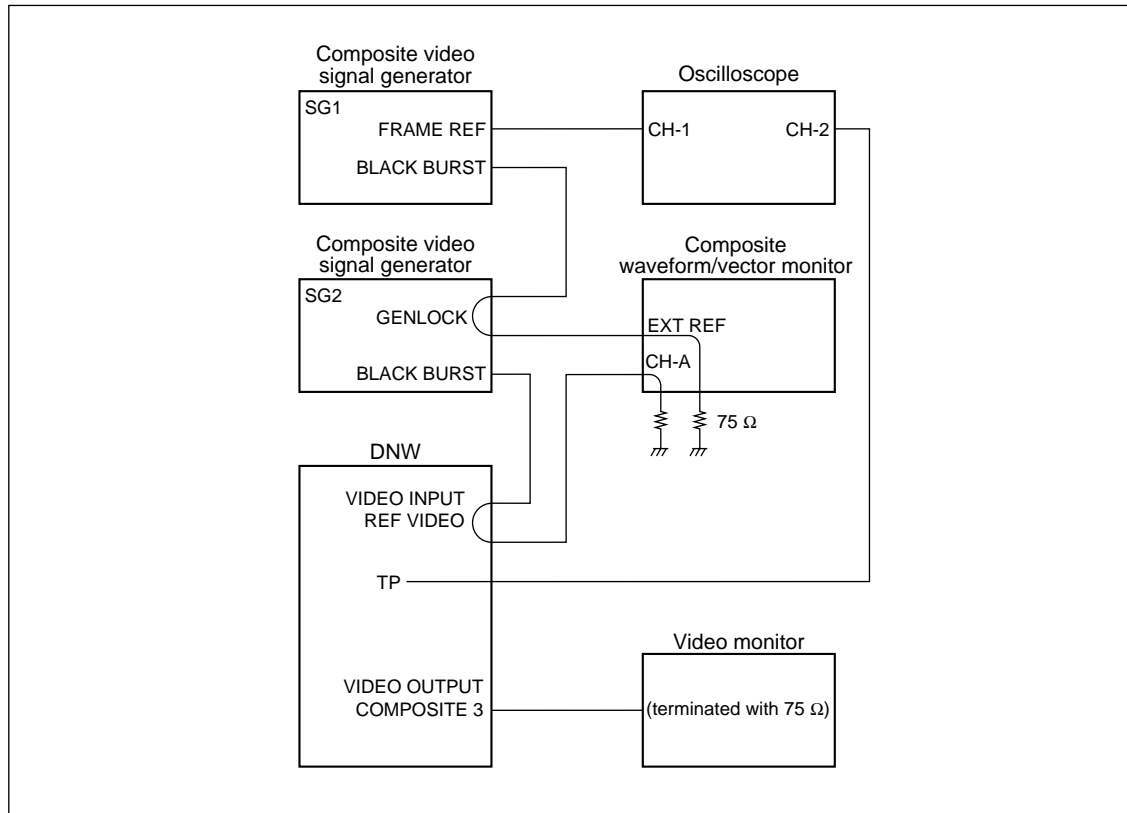 Composite video
signal generator
SG1
FRAME REF
BLACK BURST
Oscilloscope
CH-1
CH-2
Composite video
signal generator
SG2
GENLOCK
BLACK BURST
Composite
waveform/vector monitor
EXT REF
CH-A
75 Ω
DNW
VIDEO INPUT
REF VIDEO
TP
VIDEO OUTPUT
COMPOSITE 3
Video monitor
(terminated with 75 Ω)